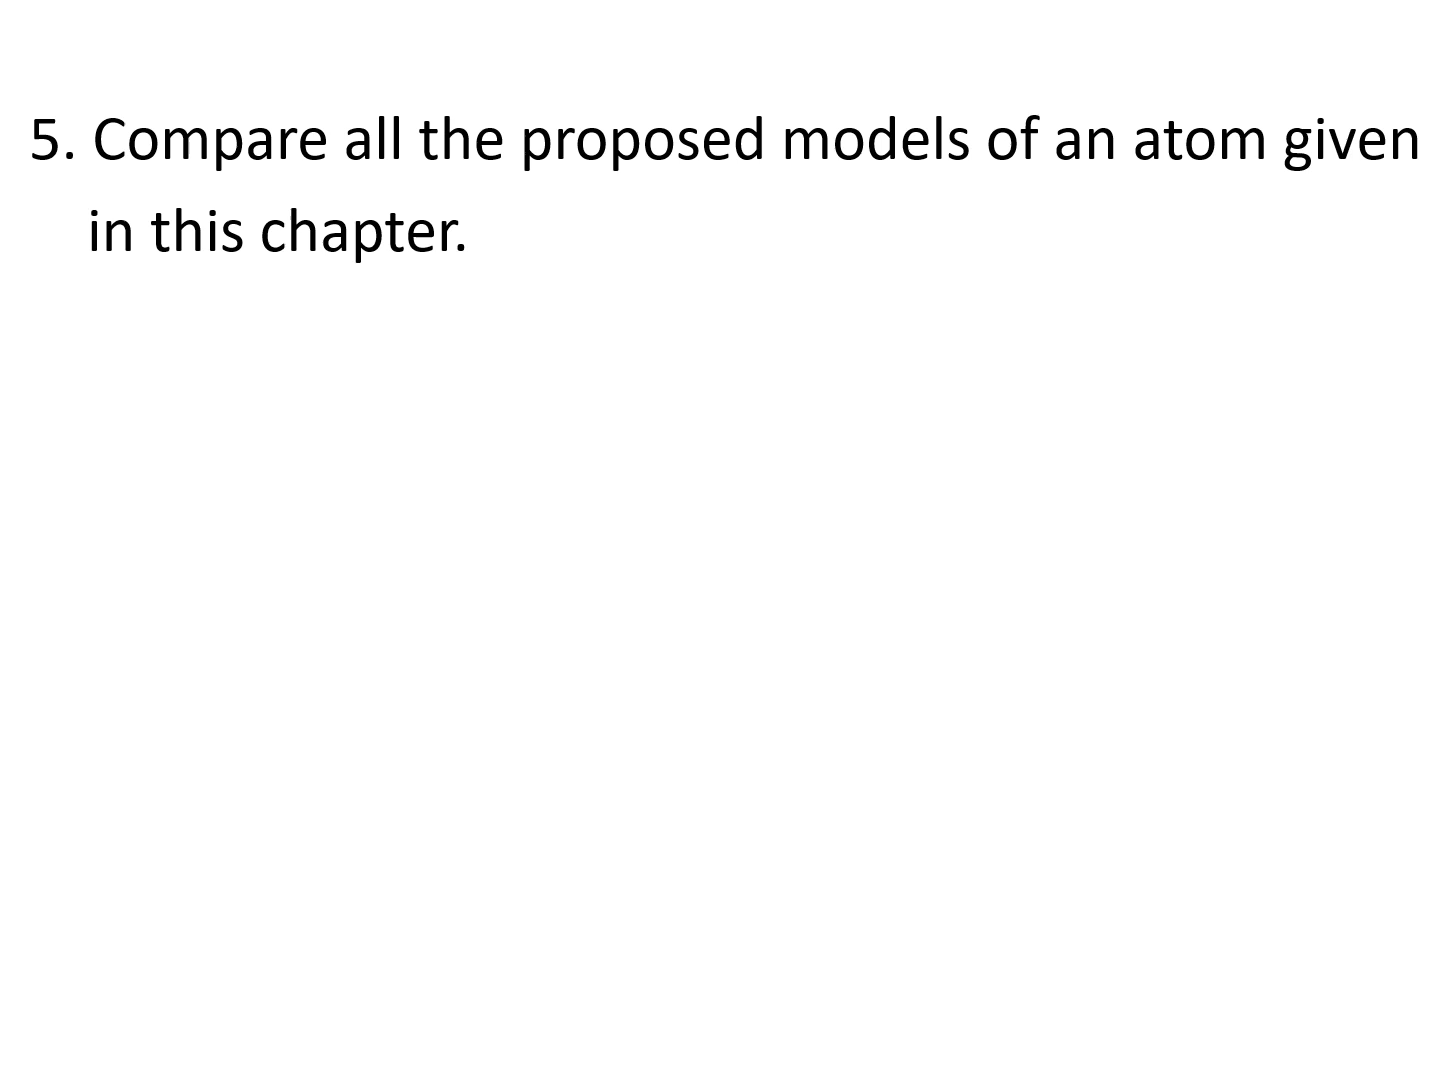 5. Compare all the proposed models of an atom given
in this chapter.